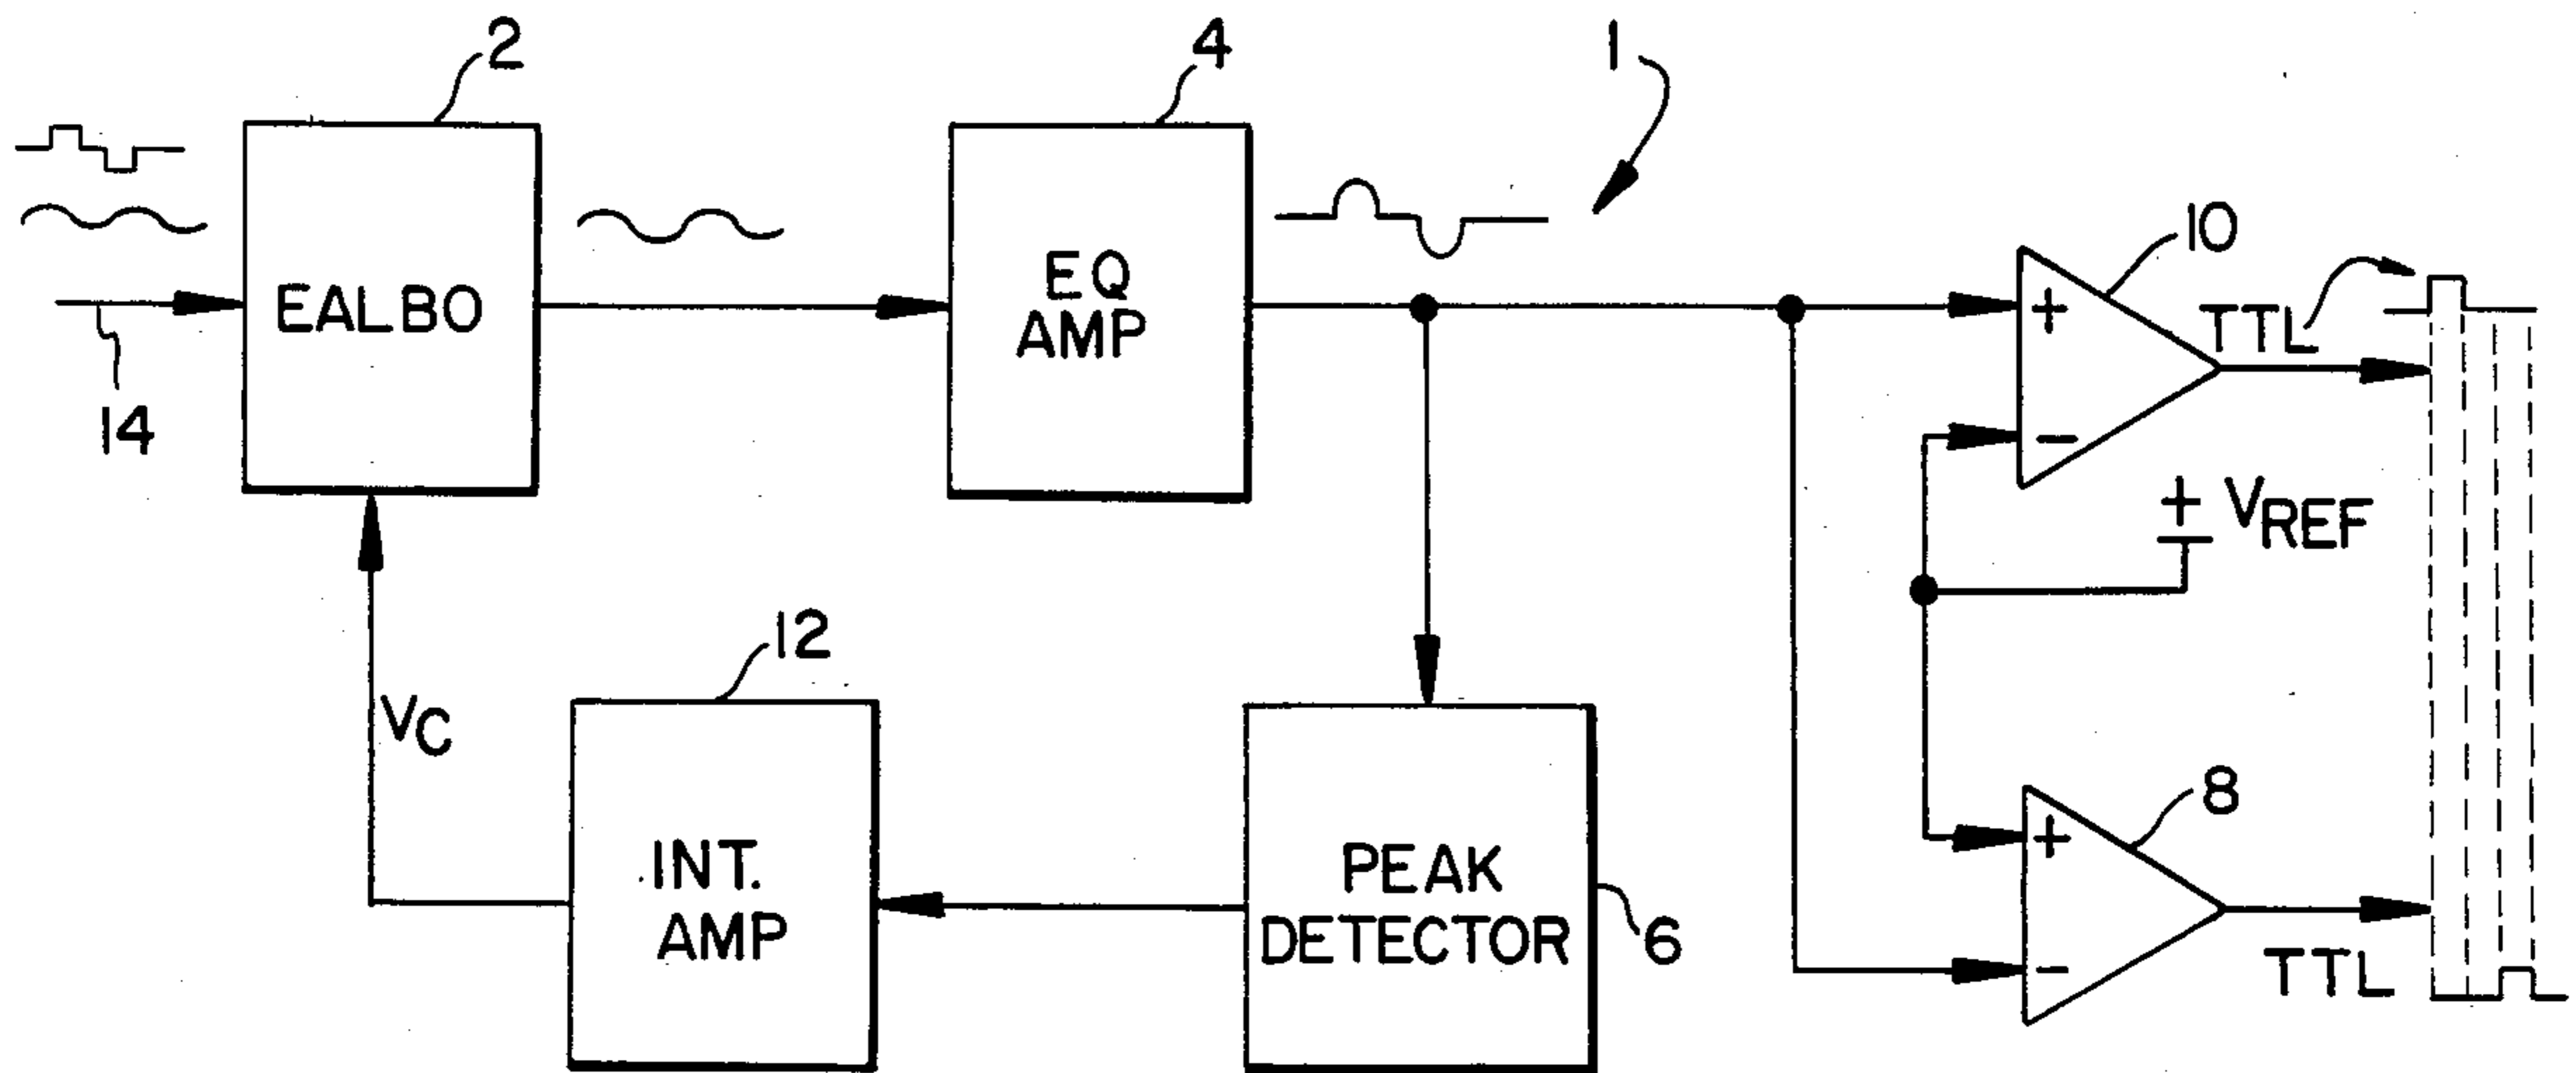 2
4
1
EALBO
EQ
AMP
14
10
+
−
TTL
+ VREF
12
VC
INT.
AMP
PEAK
DETECTOR
6
8
+
-
TTL